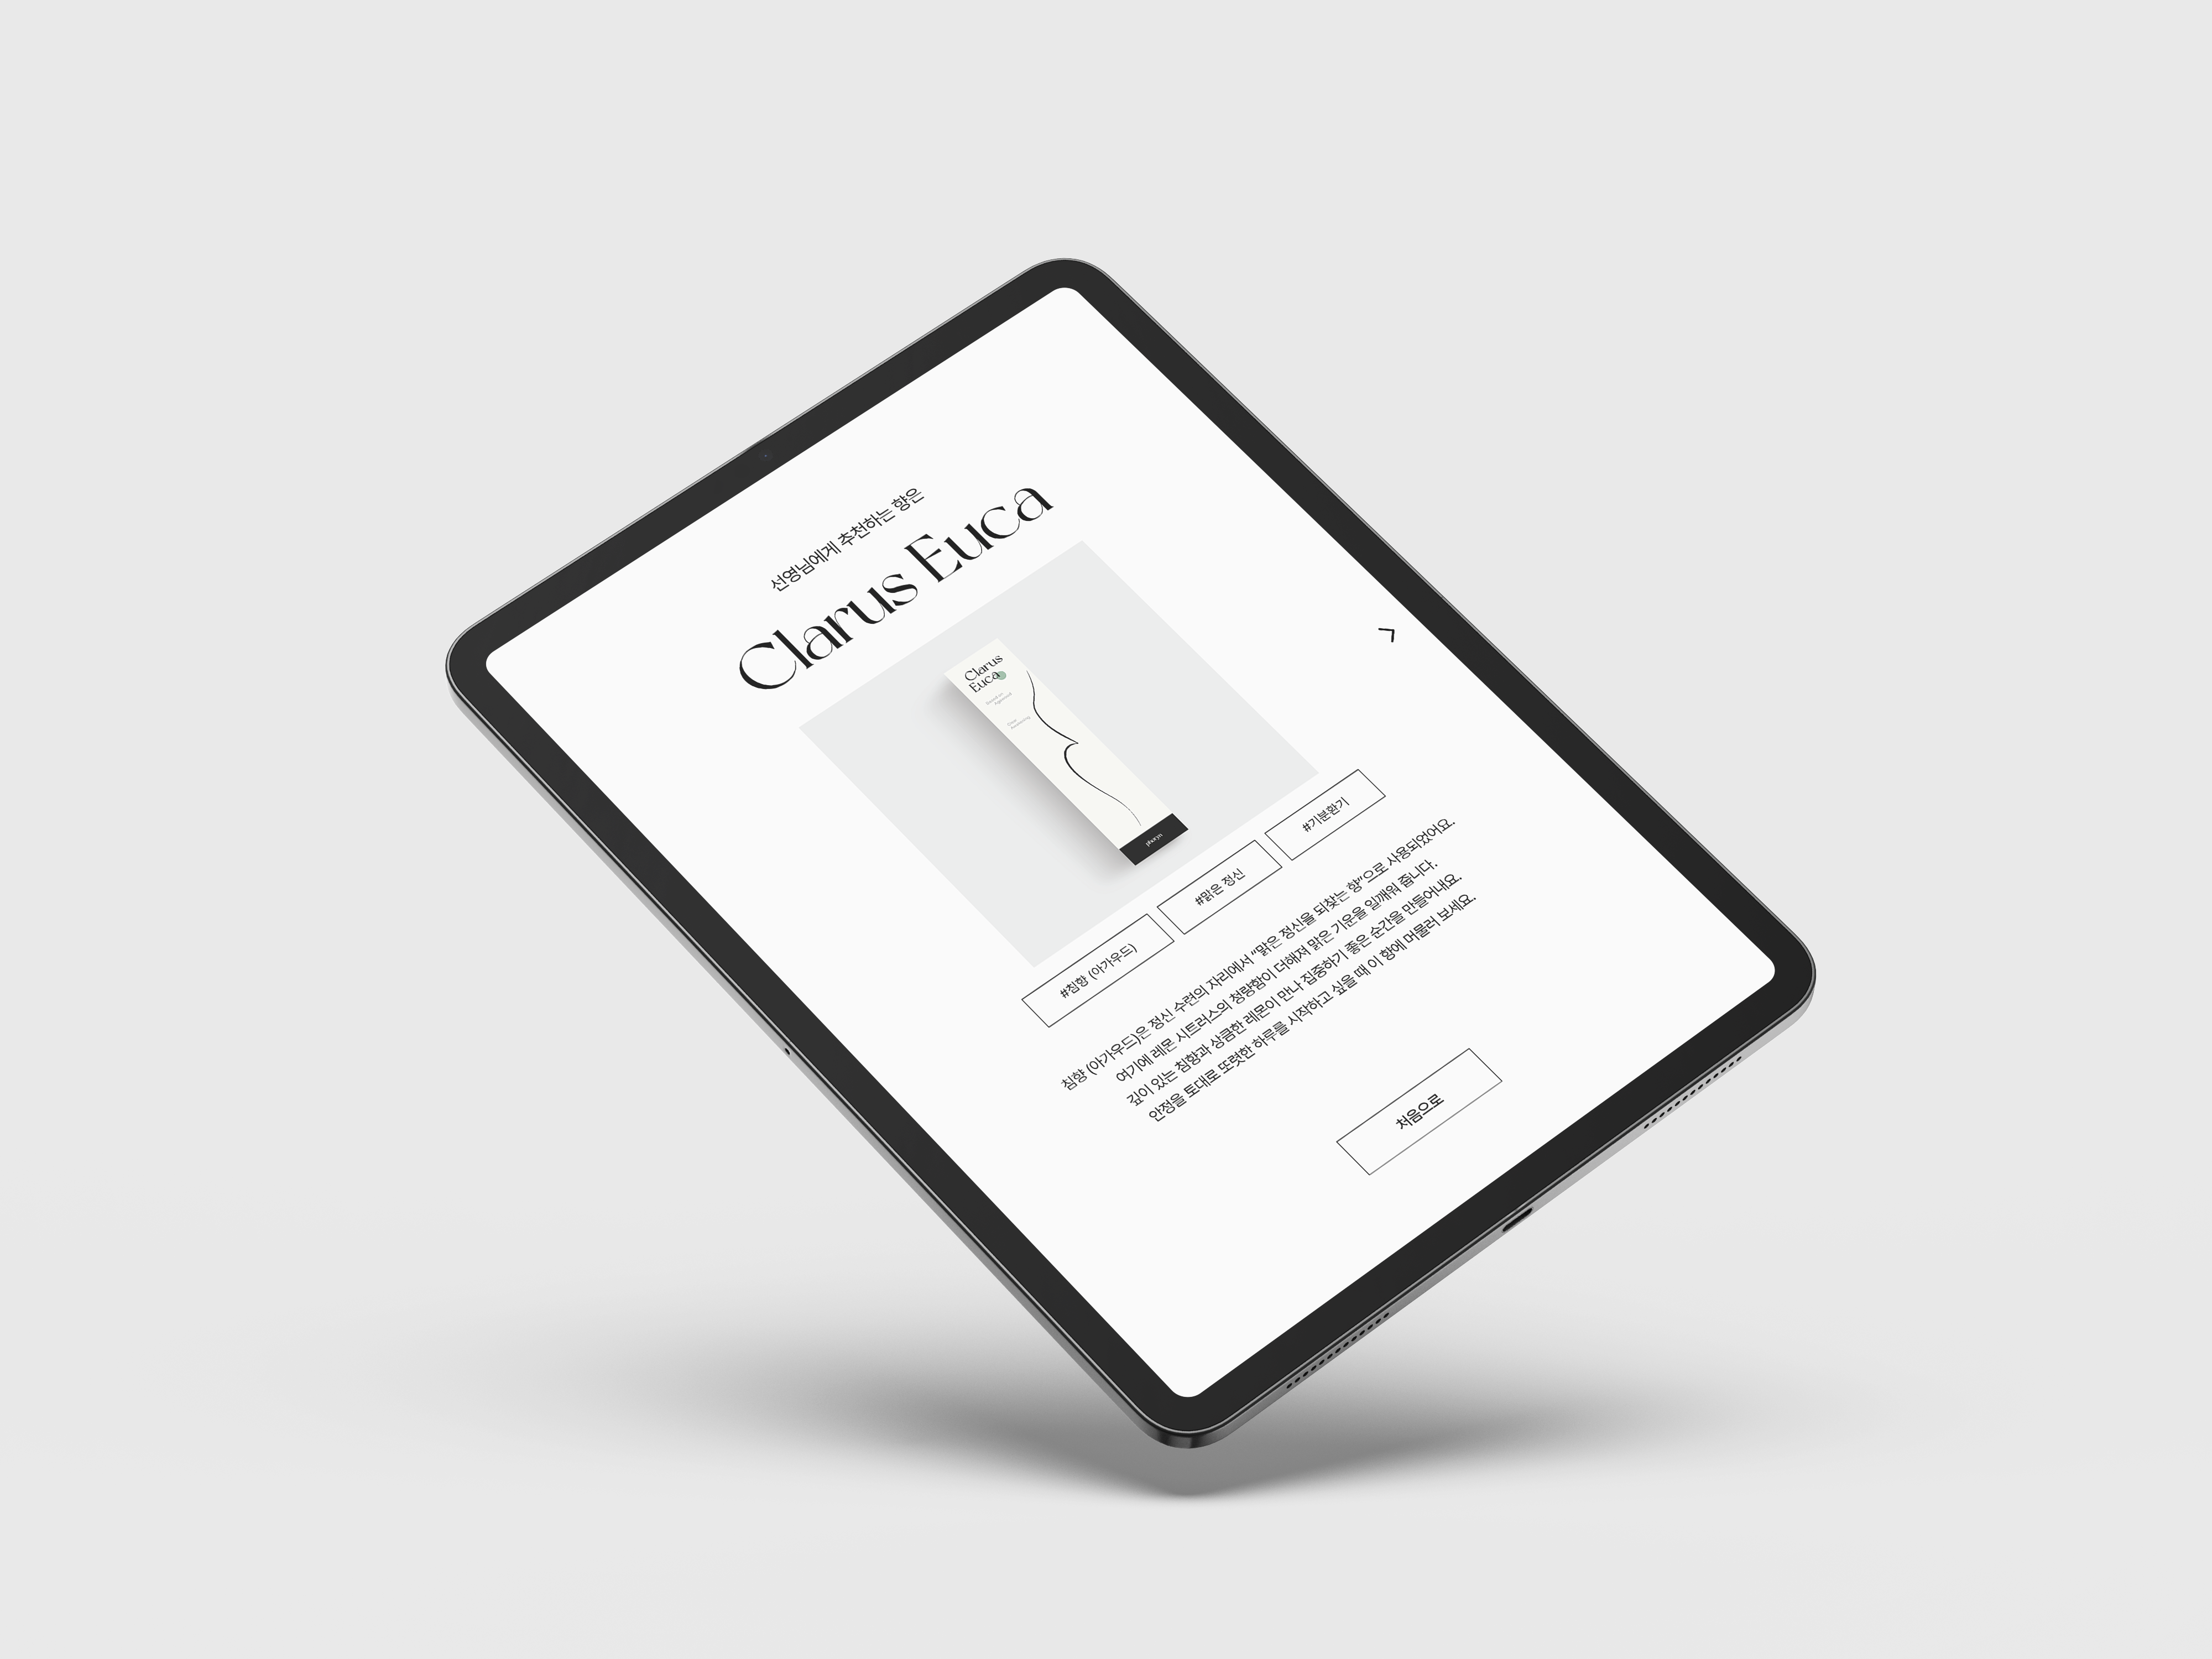 선영님에게 추천하는 향은
Clarus Euca
Clarus
Euca
#침향 (아가우드)
#맑은 정신
#기분환기
침향 (아가우드)은 정신 수련의 자리에서 “맑은 정신을 되찾는 향”으로 사용되었어요.
여기에 레몬 시트러스의 청량함이 더해져 맑은 기운을 일깨워 줍니다.
깊이 있는 침향과 상큼한 레몬이 만나 집중하기 좋은 순간을 만들어내요.
안정을 토대로 또렷한 하루를 시작하고 싶을 때 이 향에 머물러 보세요.
처음으로